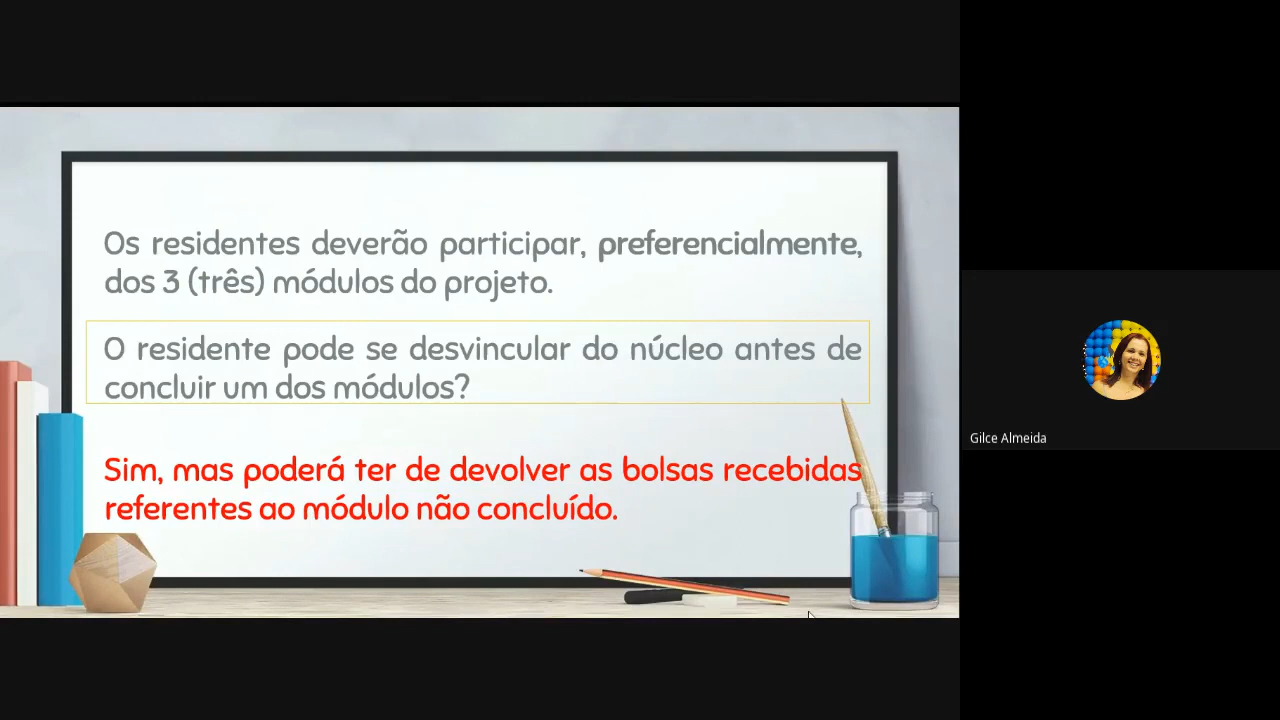 Os residentes deverão participar, preferencialmente,
dos 3 (três) módulos do projeto.
O residente pode se desvincular do núcleo antes de
concluir um dos módulos?
Sim, mas poderá ter de devolver as bolsas recebidas
referentes ao módulo não concluído.
Gilce Almeida